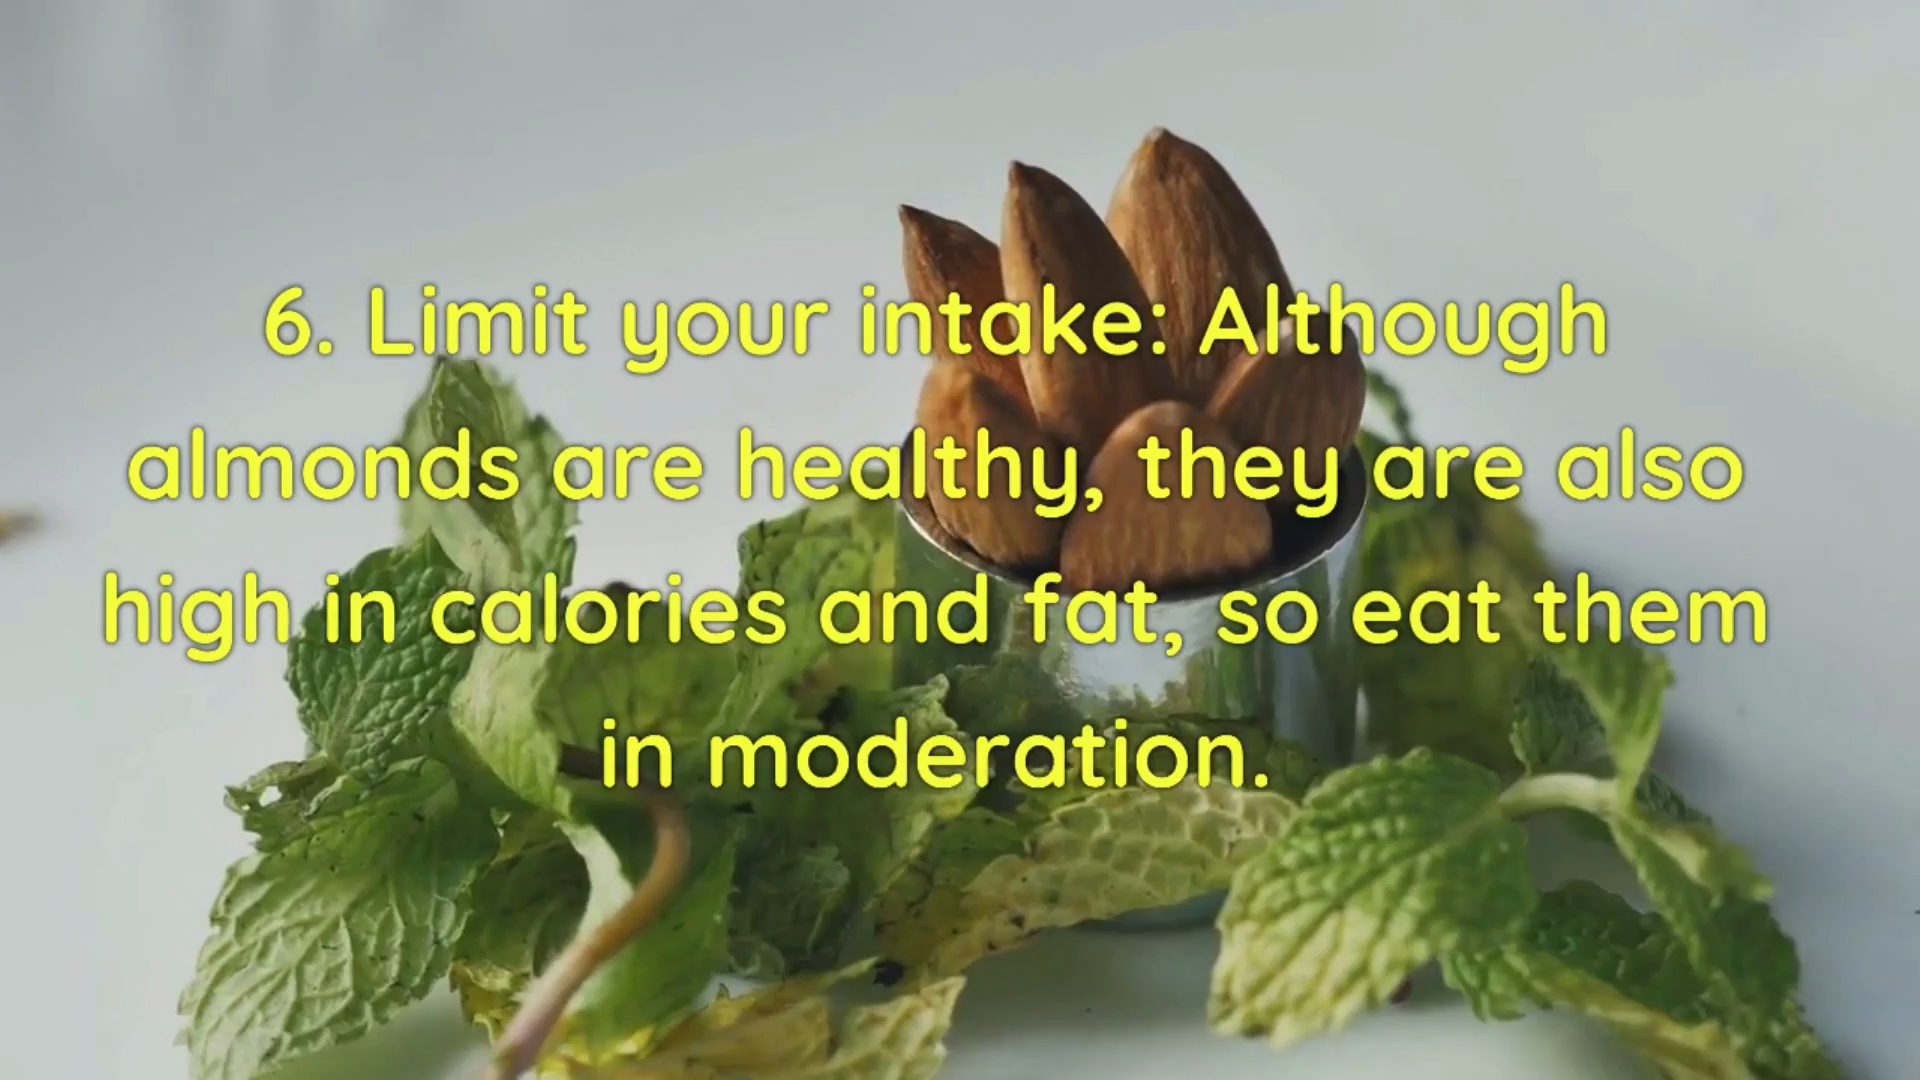 6. Limit your intake: Although
almonds are healthy, they are also
high in calories and fat, so eat them
in moderation.